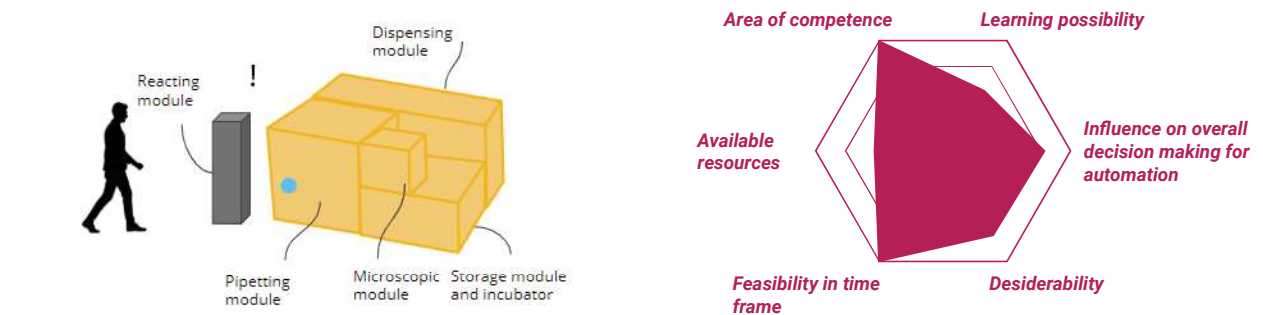 Dispensing
module
Reacting
module
!
Pipetting
module
Microscopic
module
Storage module
and incubator
Area of competence
Learning possibility
Available
resources
Influence on overall
decision making for
automation
Feasibility in time
frame
Desiderability